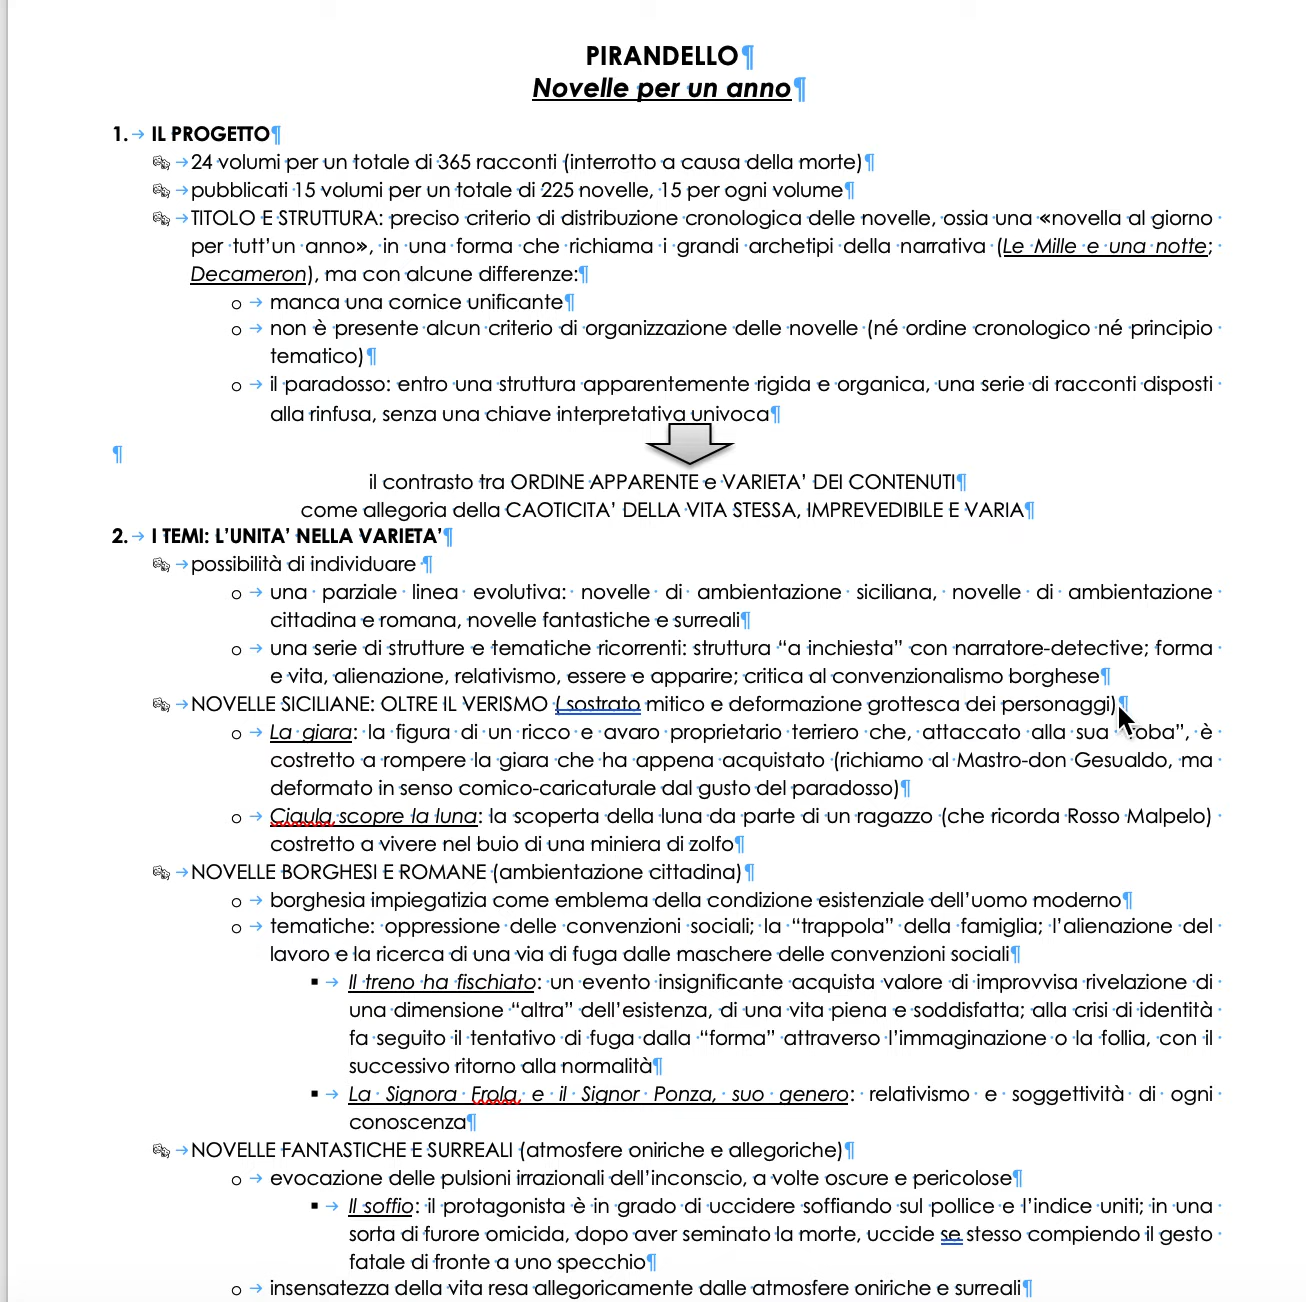 PIRANDELLO¶
Novelle per un anno¶
1.→ IL PROGETTO¶
→24 volumi per un totale di 365 racconti (interrotto a causa della morte)¶
→pubblicati 15 volumi per un totale di 225 novelle, 15 per ogni volume¶
→TITOLO E STRUTTURA: preciso criterio di distribuzione cronologica delle novelle, ossia una «novella al giorno
per tutt’un anno», in una forma che richiama i grandi archetipi della narrativa (Le Mille e una notte;
Decameron), ma con alcune differenze:¶
o → manca una cornice unificante¶
o → non è presente alcun criterio di organizzazione delle novelle (né ordine cronologico né principio
tematico)¶
o → il paradosso: entro una struttura apparentemente rigida e organica, una serie di racconti disposti
alla rinfusa, senza una chiave interpretativa univoca¶
¶
il contrasto tra ORDINE APPARENTE e VARIETA’ DEI CONTENUTI¶
come allegoria della CAOTICITA’ DELLA VITA STESSA, IMPREVEDIBILE E VARIA¶
2.→ I TEMI: L’UNITA’ NELLA VARIETA’¶
→possibilità di individuare ¶
o → una parziale linea evolutiva: novelle di ambientazione siciliana, novelle di ambientazione
cittadina e romana, novelle fantastiche e surreali¶
o → una serie di strutture e tematiche ricorrenti: struttura “a inchiesta” con narratore-detective; forma
e vita, alienazione, relativismo, essere e apparire; critica al convenzionalismo borghese¶
→NOVELLE SICILIANE: OLTRE IL VERISMO ( sostrato mitico e deformazione grottesca dei personaggi)¶
o → La giara: la figura di un ricco e avaro proprietario terriero che, attaccato alla sua oba”, è
costretto a rompere la giara che ha appena acquistato (richiamo al Mastro-don Gesualdo, ma
deformato in senso comico-caricaturale dal gusto del paradosso)¶
o → Ciaula scopre la luna: la scoperta della luna da parte di un ragazzo (che ricorda Rosso Malpelo)
costretto a vivere nel buio di una miniera di zolfo¶
→NOVELLE BORGHESI E ROMANE (ambientazione cittadina)¶
o → borghesia impiegatizia come emblema della condizione esistenziale dell’uomo moderno¶
o → tematiche: oppressione delle convenzioni sociali; la “trappola” della famiglia; l’alienazione del
lavoro e la ricerca di una via di fuga dalle maschere delle convenzioni sociali¶
▪ → Il treno ha fischiato: un evento insignificante acquista valore di improvvisa rivelazione di
una dimensione “altra” dell’esistenza, di una vita piena e soddisfatta; alla crisi di identità
fa seguito il tentativo di fuga dalla “forma” attraverso l’immaginazione o la follia, con il
successivo ritorno alla normalità¶
▪ → La Signora Frola e il Signor Ponza, suo genero: relativismo e soggettività di ogni
conoscenza¶
→NOVELLE FANTASTICHE E SURREALI (atmosfere oniriche e allegoriche)¶
o → evocazione delle pulsioni irrazionali dell’inconscio, a volte oscure e pericolose¶
▪ → Il soffio: il protagonista è in grado di uccidere soffiando sul pollice e l’indice uniti; in una
sorta di furore omicida, dopo aver seminato la morte, uccide se stesso compiendo il gesto
fatale di fronte a uno specchio¶
o → insensatezza della vita resa allegoricamente dalle atmosfere oniriche e surreali¶